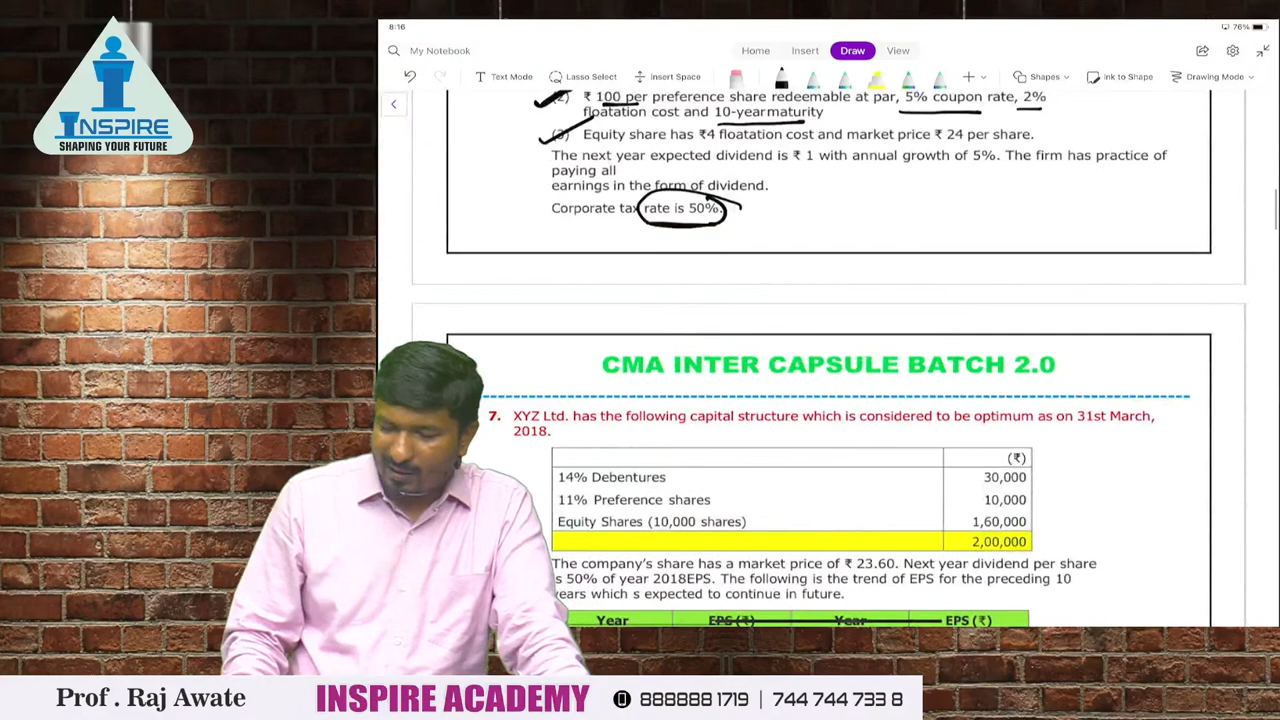 INSPIRE
SHAPING YOUR FUTURE
8:16
76%
My Notebook
Home Insert Draw View
Text Mode Lasso Select Insert Space Shapes Ink to Shape Drawing Mode
(2) ₹ 100 per preference share redeemable at par, 5% coupon rate, 2%
floatation cost and 10-yearmaturity
(3) Equity share has ₹4 floatation cost and market price ₹ 24 per share.
The next year expected dividend is ₹ 1 with annual growth of 5%. The firm has practice of
paying all
earnings in the form of dividend.
Corporate tax rate is 50%.
CMA INTER CAPSULE BATCH 2.0
7. XYZ Ltd. has the following capital structure which is considered to be optimum as on 31st March,
2018.
(₹)
14% Debentures 30,000
11% Preference shares 10,000
Equity Shares (10,000 shares) 1,60,000
2,00,000
The company's share has a market price of ₹ 23.60. Next year dividend per share
is 50% of year 2018EPS. The following is the trend of EPS for the preceding 10
years which s expected to continue in future.
Year EPS (₹) Year EPS (₹)
Prof . Raj Awate INSPIRE ACADEMY 888888 1719 | 744 744 733 8